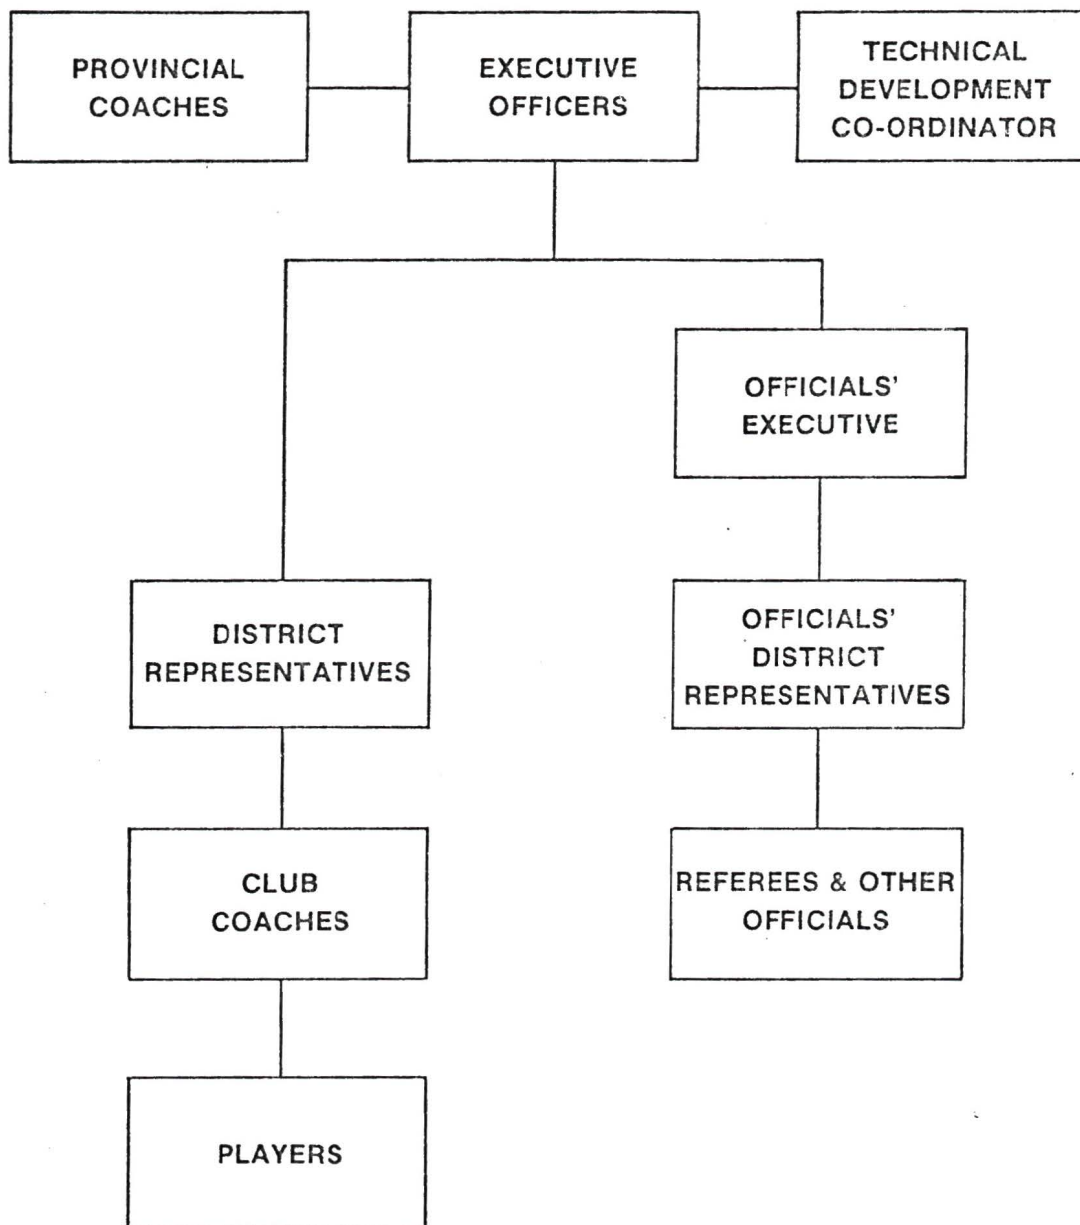 PROVINCIAL
COACHES
EXECUTIVE
OFFICERS
TECHNICAL
DEVELOPMENT
CO-ORDINATOR
OFFICIALS'
EXECUTIVE
DISTRICT
REPRESENTATIVES
OFFICIALS'
DISTRICT
REPRESENTATIVES
CLUB
COACHES
REFEREES & OTHER
OFFICIALS
PLAYERS